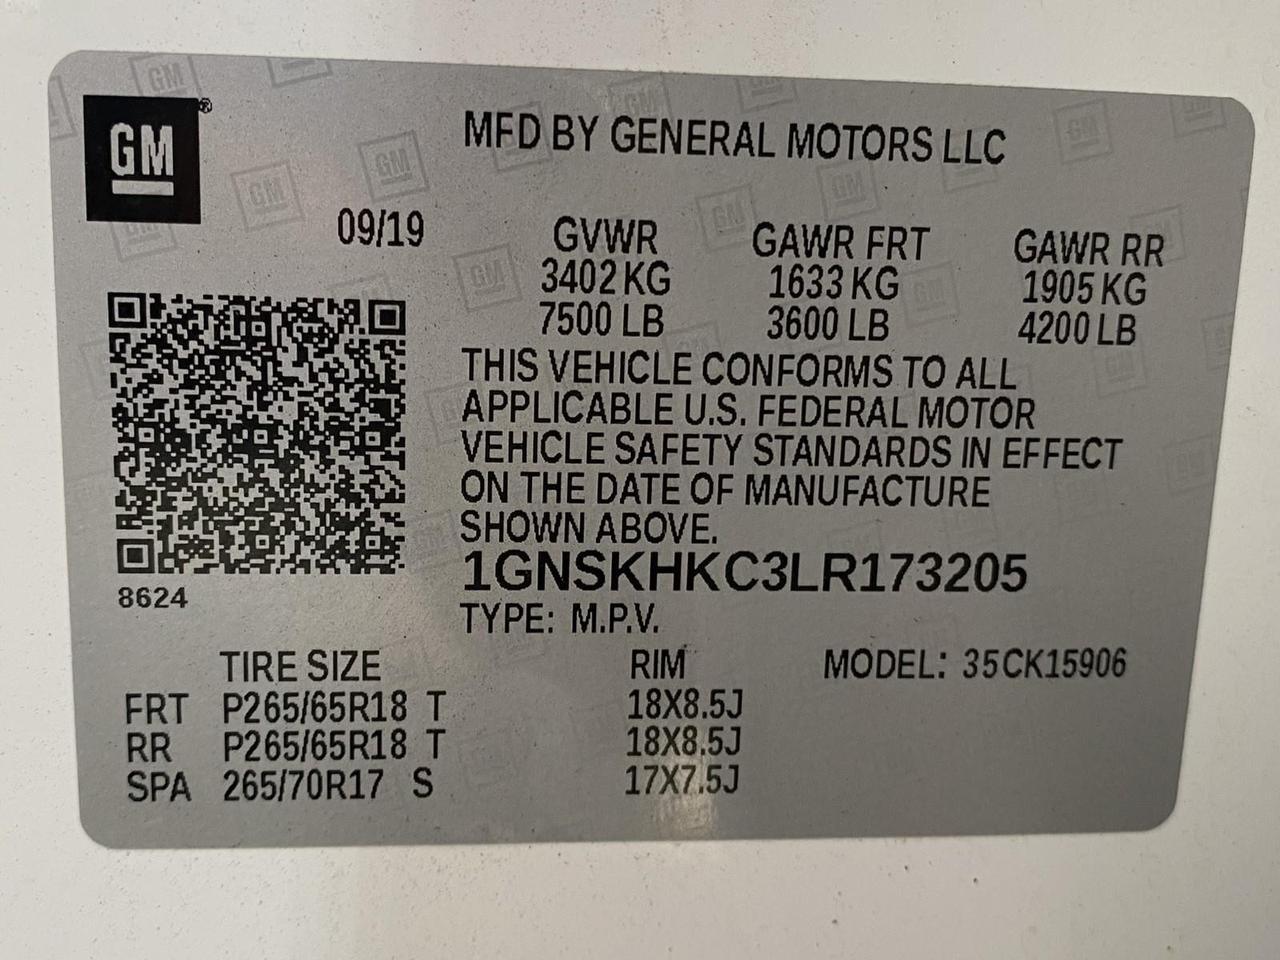 GM®
MFD BY GENERAL MOTORS LLC
09/19
GVWR GAWR FRT GAWR RR
3402 KG 1633 KG 1905 KG
7500 LB 3600 LB 4200 LB
THIS VEHICLE CONFORMS TO ALL
APPLICABLE U.S. FEDERAL MOTOR
VEHICLE SAFETY STANDARDS IN EFFECT
ON THE DATE OF MANUFACTURE
SHOWN ABOVE.
1GNSKHKC3LR173205
8624
TYPE: M.P.V.
TIRE SIZE RIM MODEL: 35CK15906
FRT P265/65R18 T 18X8.5J
RR P265/65R18 T 18X8.5J
SPA 265/70R17 S 17X7.5J